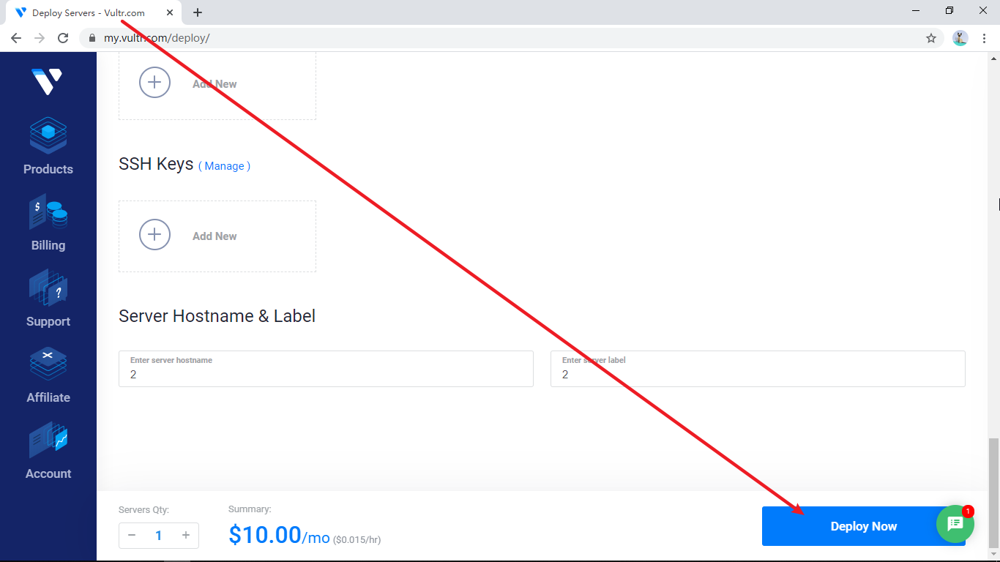 Deploy Servers - Vultr.com
my.vultr.com/deploy/
Add New
Products
SSH Keys ( Manage )
$
Billing
Add New
?
Support
Server Hostname & Label
Enter server hostname
2
Enter server label
2
Affiliate
Account
Servers Qty:
Summary:
− 1 +
$10.00/mo ($0.015/hr)
Deploy Now
1